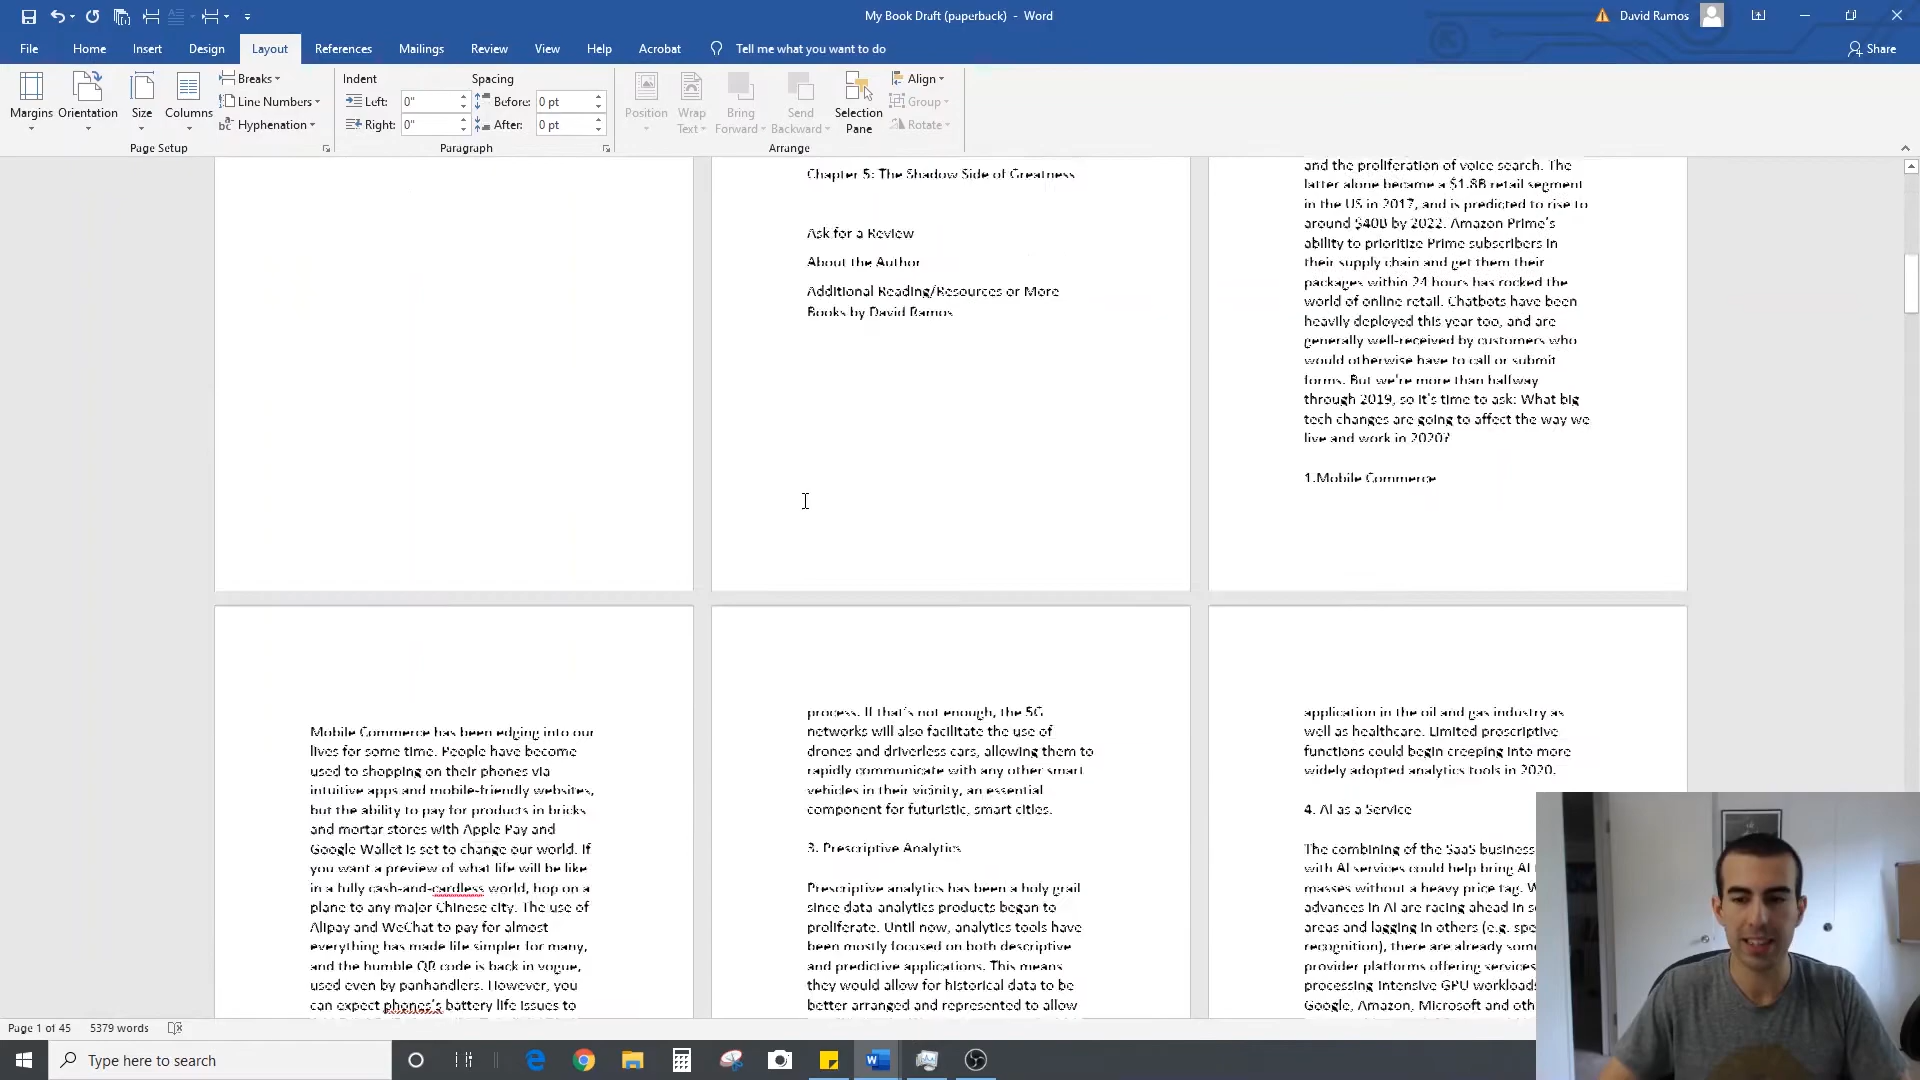 My Book Draft (paperback) - Word
David Ramos
File Home Insert Design Layout References Mailings Review View Help Acrobat Tell me what you want to do Share
Margins
Orientation
Size
Columns
Breaks
Line Numbers
Hyphenation
Page Setup
Indent
Left: 0"
Right: 0"
Spacing
Before: 0 pt
After: 0 pt
Paragraph
Position
Wrap
Text
Bring
Forward
Send
Backward
Selection
Pane
Align
Group
Rotate
Arrange
Chapter 5: The Shadow Side of Greatness
Ask for a Review
About the Author
Additional Reading/Resources or More
Books by David Ramos
and the proliferation of voice search. The
latter alone became a $1.8B retail segment
in the US in 2017, and is predicted to rise to
around $40B by 2022. Amazon Prime's
ability to prioritize Prime subscribers in
their supply chain and get them their
packages within 24 hours has rocked the
world of online retail. Chatbots have been
heavily deployed this year too, and are
generally well-received by customers who
would otherwise have to call or submit
forms. But we're more than halfway
through 2019, so it's time to ask: What big
tech changes are going to affect the way we
live and work in 2020?
1.Mobile Commerce
Mobile Commerce has been edging into our
lives for some time. People have become
used to shopping on their phones via
intuitive apps and mobile-friendly websites,
but the ability to pay for products in bricks
and mortar stores with Apple Pay and
Google Wallet is set to change our world. If
you want a preview of what life will be like
in a fully cash-and-cardless world, hop on a
plane to any major Chinese city. The use of
Alipay and WeChat to pay for almost
everything has made life simpler for many,
and the humble QR code is back in vogue,
used even by panhandlers. However, you
can expect phones's battery life issues to
process. If that's not enough, the 5G
networks will also facilitate the use of
drones and driverless cars, allowing them to
rapidly communicate with any other smart
vehicles in their vicinity, an essential
component for futuristic, smart cities.
3. Prescriptive Analytics
Prescriptive analytics has been a holy grail
since data-analytics products began to
proliferate. Until now, analytics tools have
been mostly focused on both descriptive
and predictive applications. This means
they would allow for historical data to be
better arranged and represented to allow
application in the oil and gas industry as
well as healthcare. Limited prescriptive
functions could begin creeping into more
widely adopted analytics tools in 2020.
4. AI as a Service
The combining of the SaaS business
with AI services could help bring AI
masses without a heavy price tag.
advances in AI are racing ahead in
areas and lagging in others (e.g.
recognition), there are already
provider platforms offering services
processing intensive GPU workloads
Google, Amazon, Microsoft and
Page 1 of 45 5379 words
Type here to search